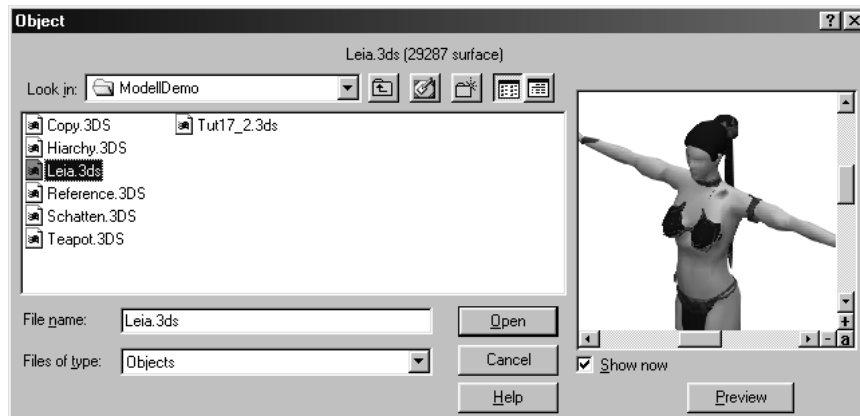 Object
Leia.3ds (29287 surface)
Look in: ModellDemo
Copy.3DS
Hiarchy.3DS
Leia.3ds
Reference.3DS
Schatten.3DS
Teapot.3DS
Tut17_2.3ds
File name: Leia.3ds
Open
Files of type: Objects
Cancel
Help
+
- a
Show now
Preview